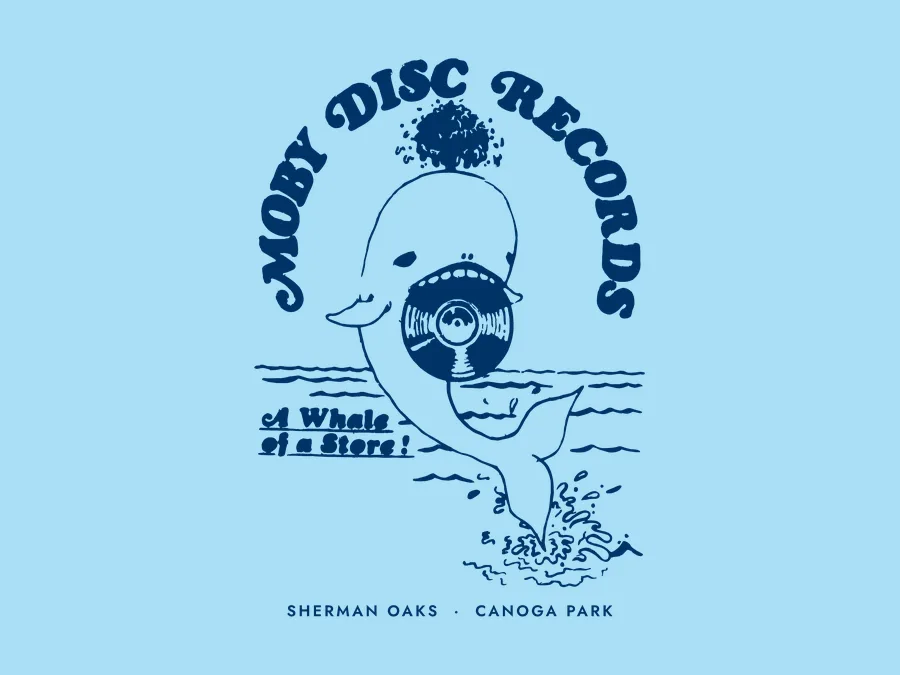 MOBY DISC RECORDS
A Whale
of a Store!
SHERMAN OAKS · CANOGA PARK